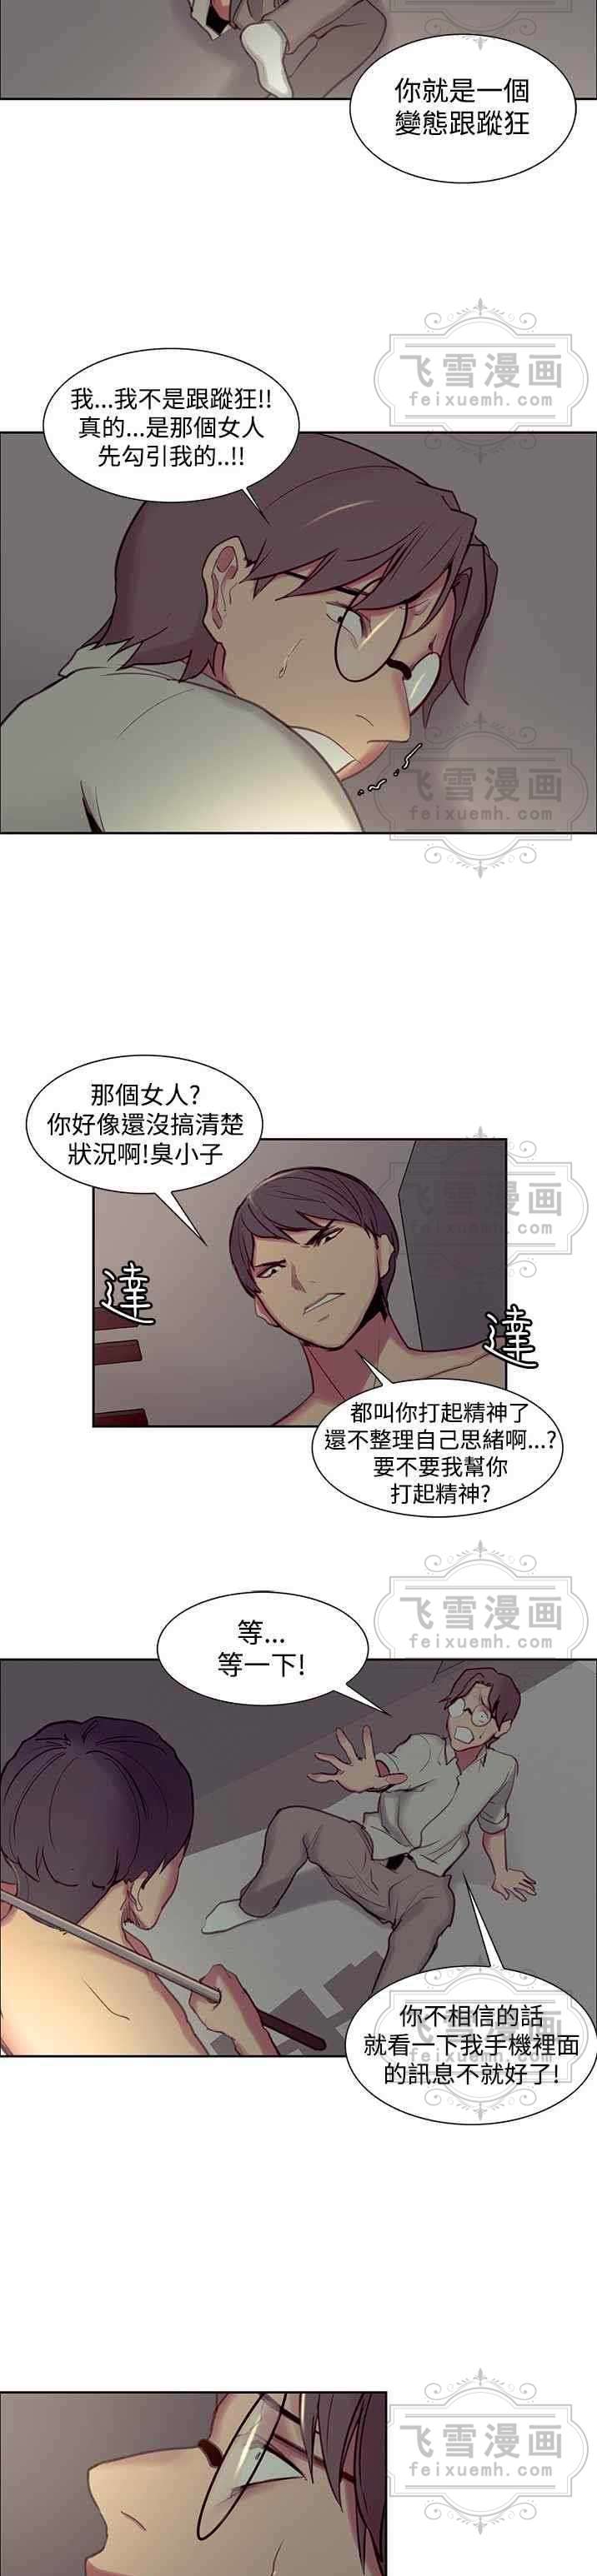 你就是一個
變態跟蹤狂
飞雪漫画
feixuemh.com
我...我不是跟蹤狂!!
真的...是那個女人
先勾引我的..!!
飞雪漫画
feixuemh.com
那個女人?
你好像還沒搞清楚
狀況啊!臭小子
飞雪漫画
feixuemh.com
達
達
都叫你打起精神了
還不整理自己思緒啊...?
要不要我幫你
打起精神?
飞雪漫画
feixuemh.com
等...
等一下!
你不相信的話
就看一下我手機裡面
的訊息不就好了!
飞雪漫画
feixuemh.com
飞雪漫画
feixuemh.com